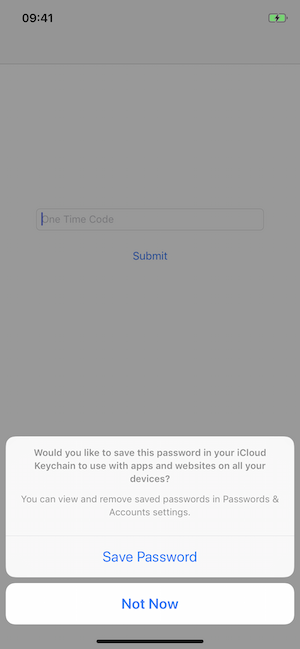 09:41
One Time Code
Submit
Would you like to save this password in your iCloud
Keychain to use with apps and websites on all your
devices?
You can view and remove saved passwords in Passwords &
Accounts settings.
Save Password
Not Now